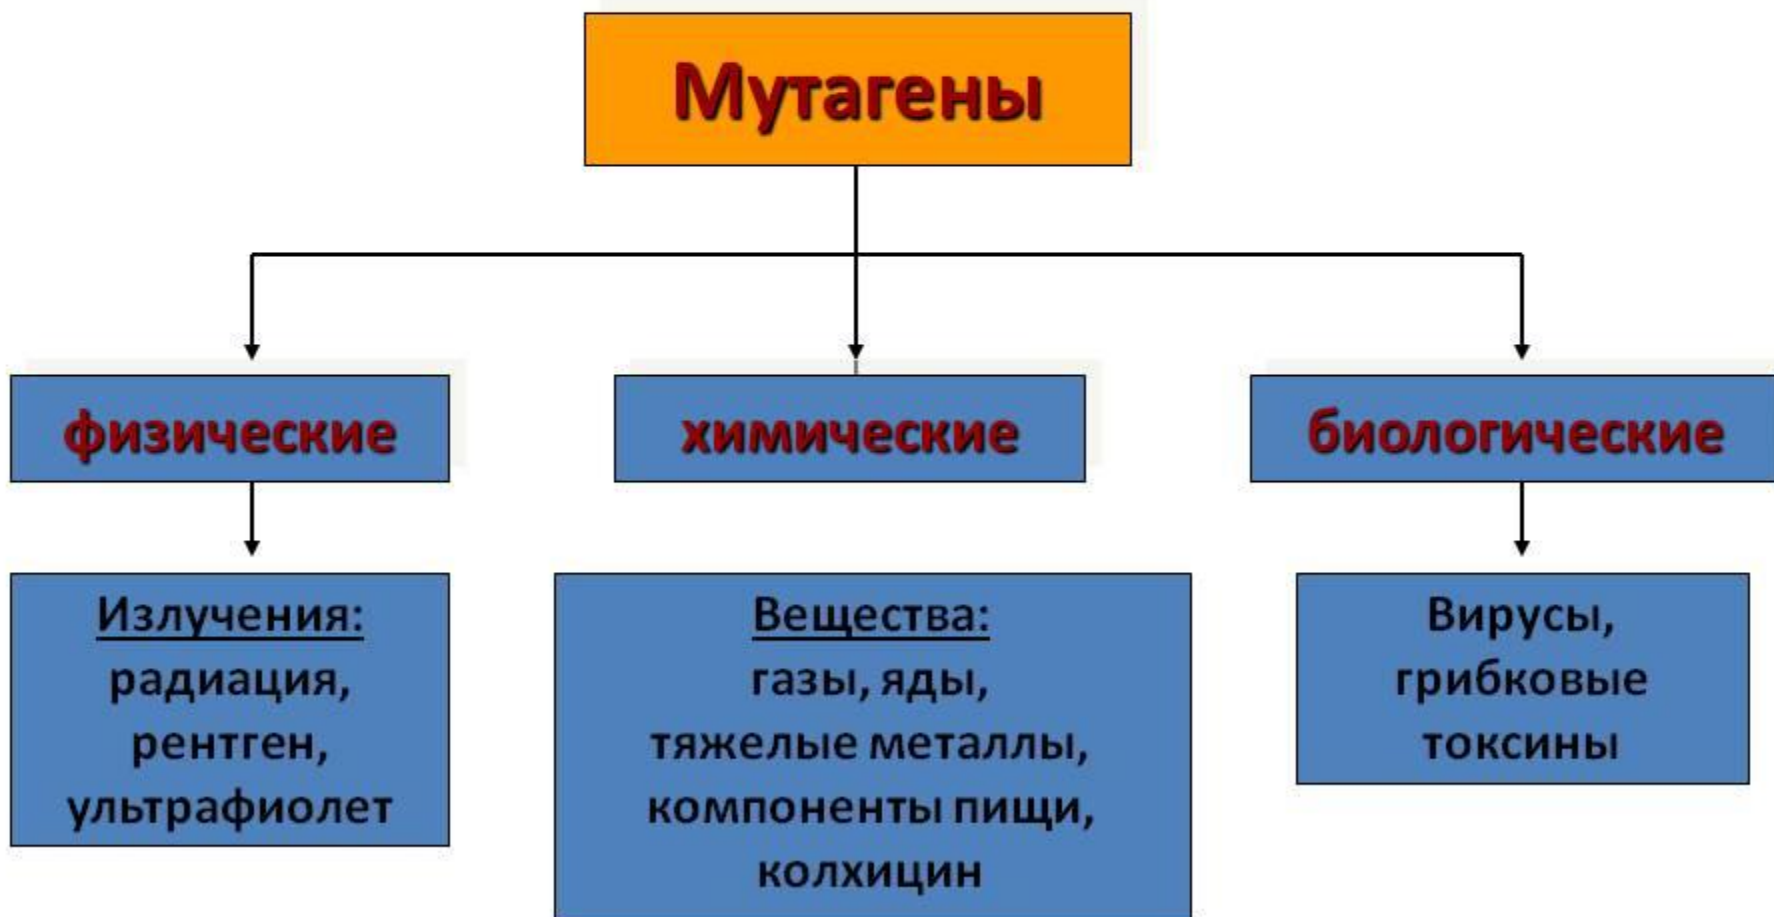 Мутагены
физические
химические
биологические
Излучения:
радиация,
рентген,
ультрафиолет
Вещества:
газы, яды,
тяжелые металлы,
компоненты пищи,
колхицин
Вирусы,
грибковые
токсины